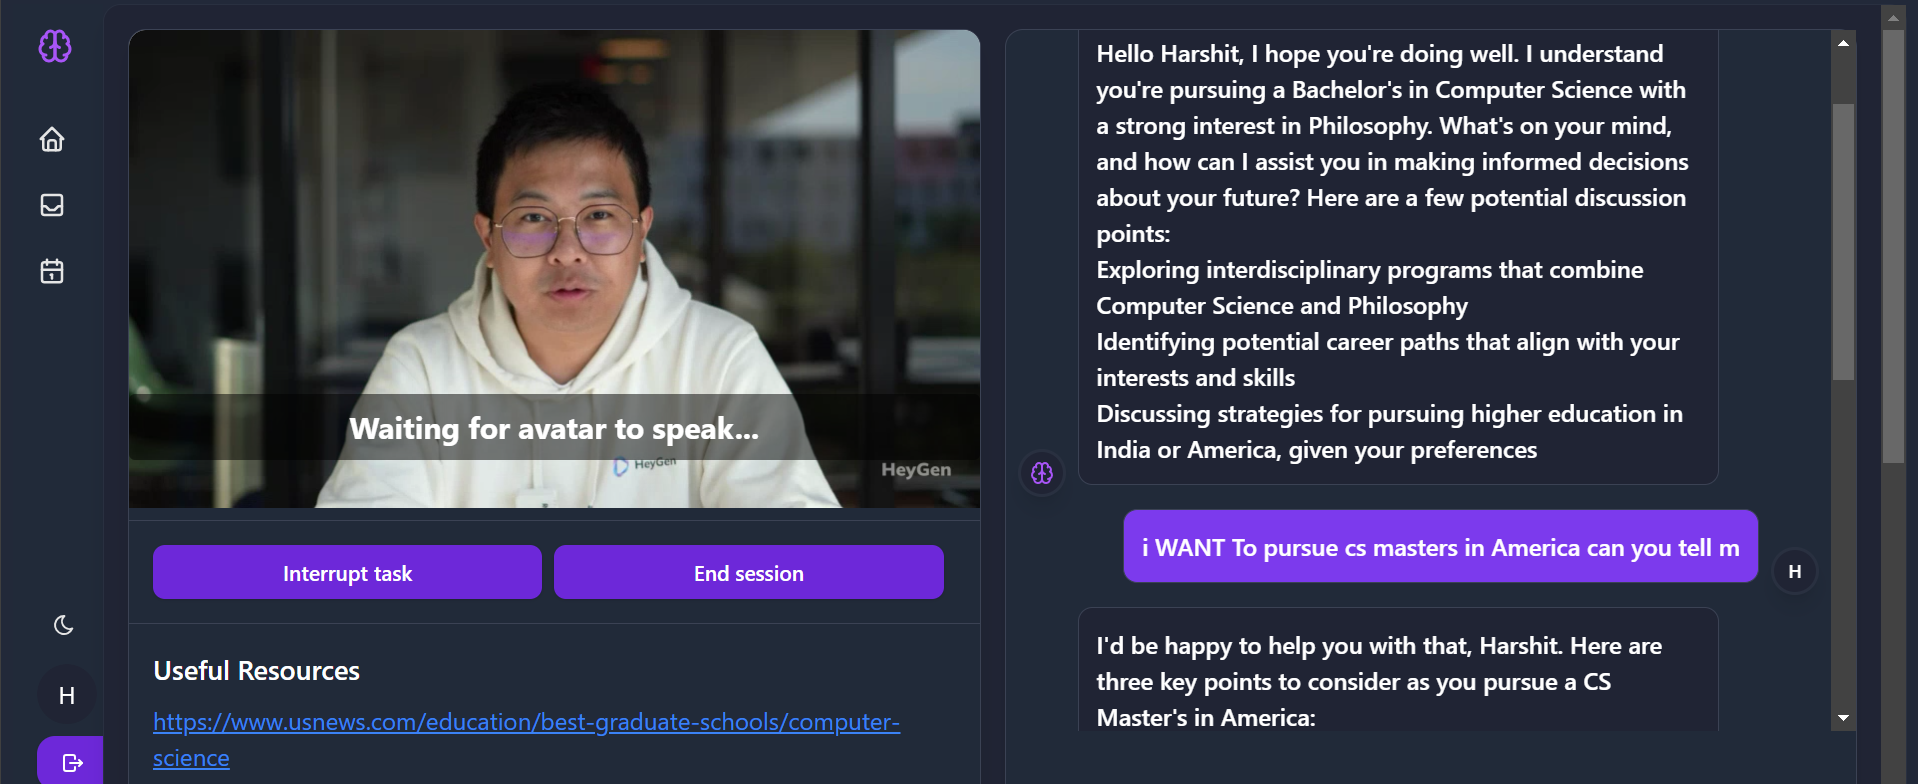 Waiting for avatar to speak...
HeyGen
HeyGen
Interrupt task
End session
Useful Resources
https://www.usnews.com/education/best-graduate-schools/computer-
science
Hello Harshit, I hope you're doing well. I understand
you're pursuing a Bachelor's in Computer Science with
a strong interest in Philosophy. What's on your mind,
and how can I assist you in making informed decisions
about your future? Here are a few potential discussion
points:
Exploring interdisciplinary programs that combine
Computer Science and Philosophy
Identifying potential career paths that align with your
interests and skills
Discussing strategies for pursuing higher education in
India or America, given your preferences
i WANT To pursue cs masters in America can you tell m
H
I'd be happy to help you with that, Harshit. Here are
three key points to consider as you pursue a CS
Master's in America:
H
1